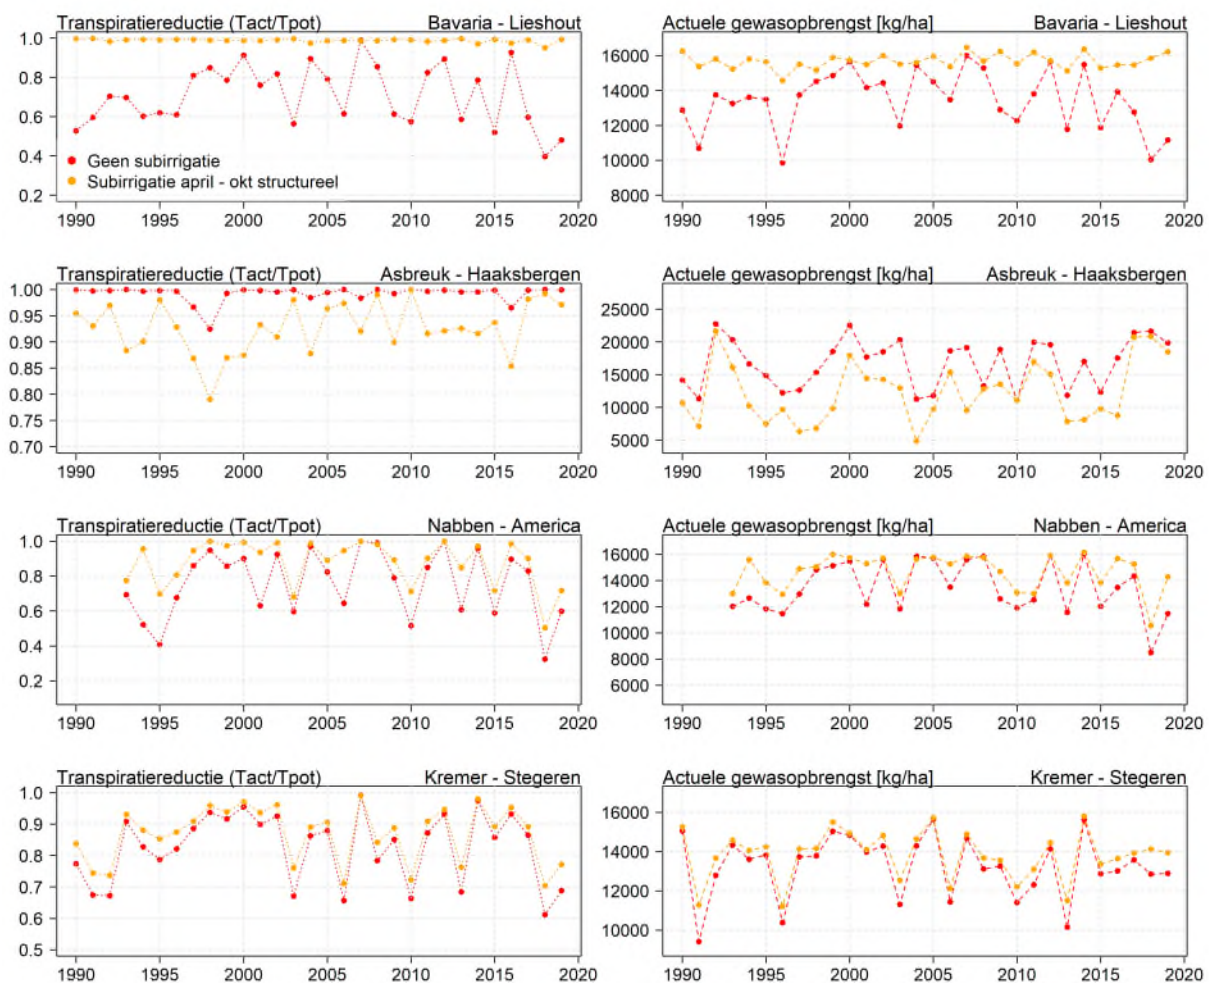 Transpiratiereductie (Tact/Tpot) Bavaria - Lieshout
1.0
0.8
0.6
0.4
0.2
Geen subirrigatie
Subirrigatie april - okt structureel
1990 1995 2000 2005 2010 2015 2020
Actuele gewasopbrengst [kg/ha] Bavaria - Lieshout
16000
14000
12000
10000
8000
1990 1995 2000 2005 2010 2015 2020
Transpiratiereductie (Tact/Tpot) Asbreuk - Haaksbergen
1.00
0.95
0.90
0.85
0.80
0.75
0.70
1990 1995 2000 2005 2010 2015 2020
Actuele gewasopbrengst [kg/ha] Asbreuk - Haaksbergen
25000
20000
15000
10000
5000
1990 1995 2000 2005 2010 2015 2020
Transpiratiereductie (Tact/Tpot) Nabben - America
1.0
0.8
0.6
0.4
0.2
1990 1995 2000 2005 2010 2015 2020
Actuele gewasopbrengst [kg/ha] Nabben - America
16000
14000
12000
10000
8000
6000
1990 1995 2000 2005 2010 2015 2020
Transpiratiereductie (Tact/Tpot) Kremer - Stegeren
1.0
0.9
0.8
0.7
0.6
0.5
1990 1995 2000 2005 2010 2015 2020
Actuele gewasopbrengst [kg/ha] Kremer - Stegeren
16000
14000
12000
10000
1990 1995 2000 2005 2010 2015 2020